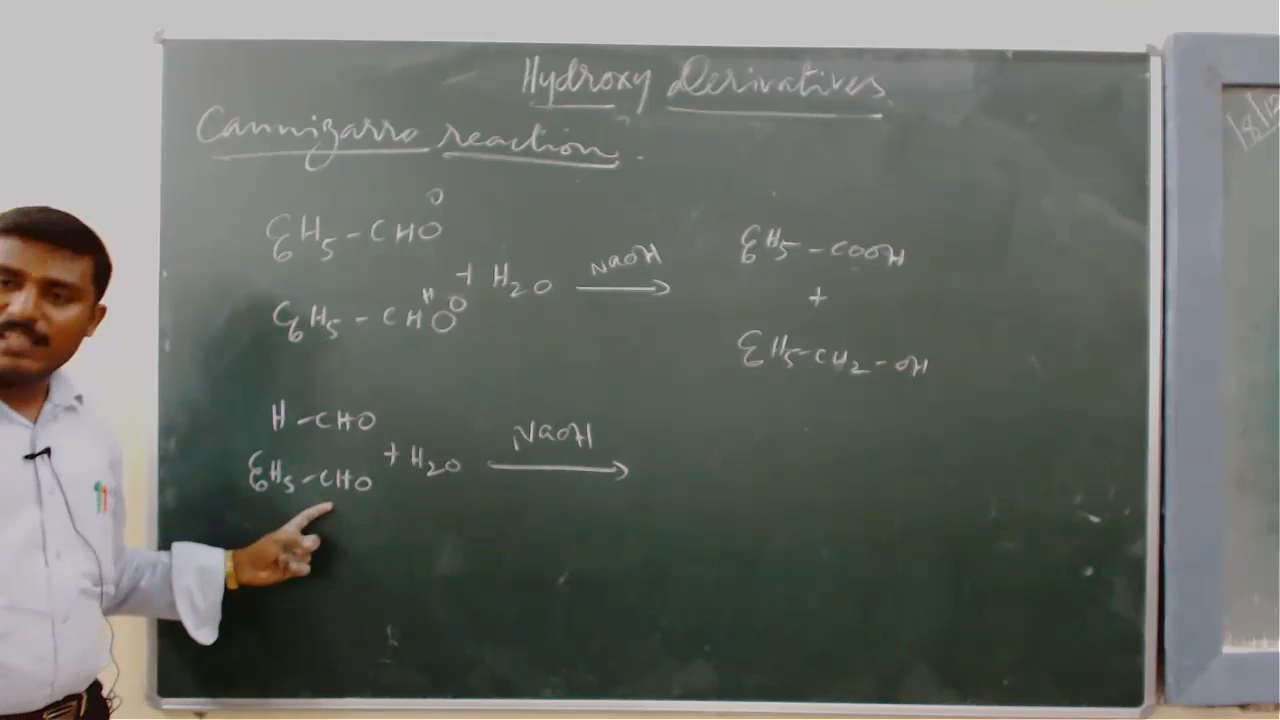 Hydroxy Derivatives
Cannizarro reaction.
C6H5-CHO
+ H2O NaOH →
C6H5-CHO
C6H5-COOH
+
C6H5-CH2-OH
H-CHO
+ H2O NaOH →
C6H5-CHO